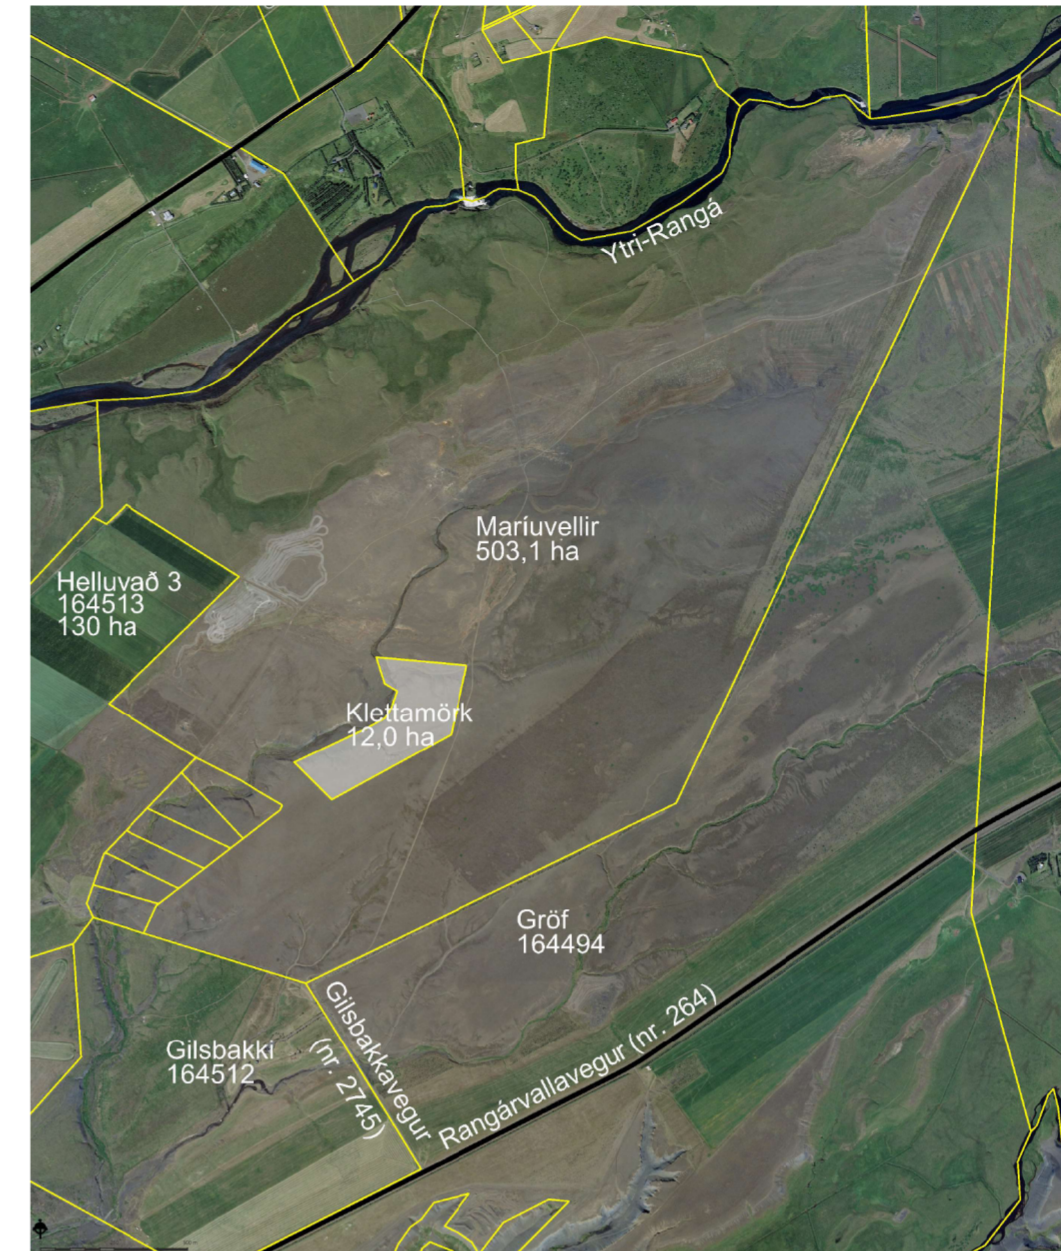 Ytri-Rangá
Maríuvellir
503,1 ha
Helluvað 3
164513
130 ha
Klettamörk
12,0 ha
Gröf
164494
Gilsbakkavegur
(nr. 2745)
Gilsbakki
164512
Rangárvallavegur (nr. 264)